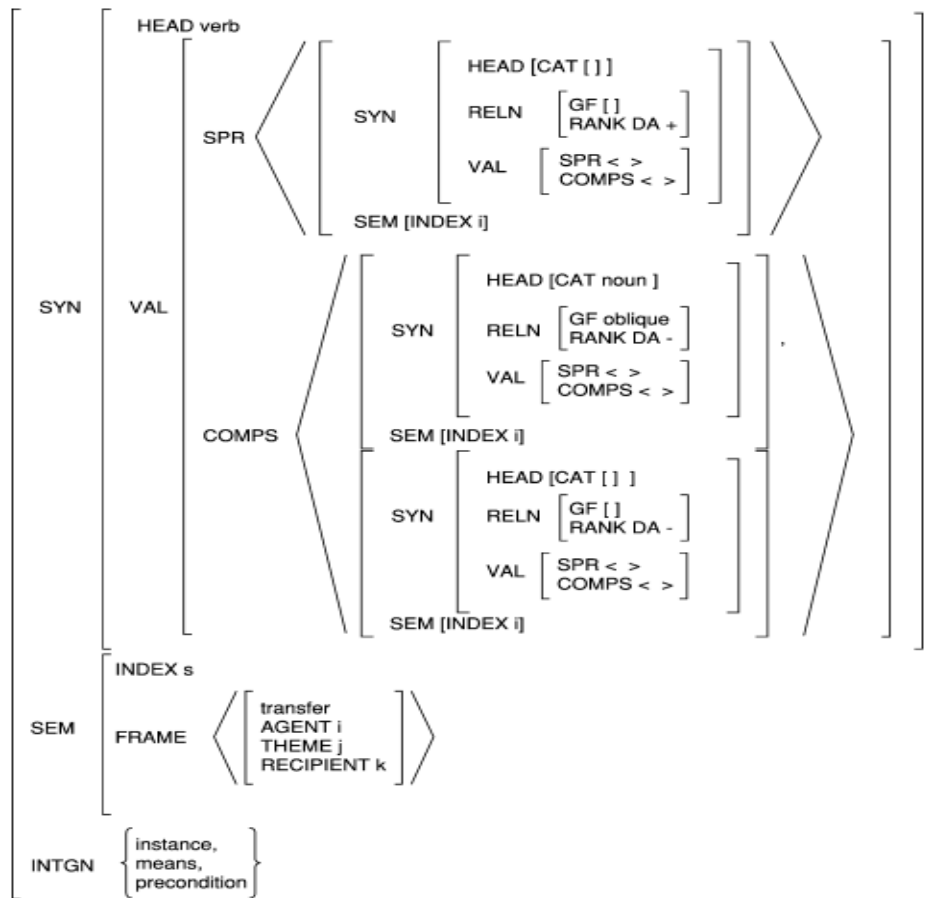 HEAD verb
HEAD [CAT [ ] ]
SYN RELN [GF [ ]
RANK DA +]
SPR
VAL [SPR < >
COMPS < >]
SEM [INDEX i]
HEAD [CAT noun ]
SYN VAL
SYN RELN [GF oblique
RANK DA -] ,
VAL [SPR < >
COMPS < >]
COMPS SEM [INDEX i]
HEAD [CAT [ ] ]
SYN RELN [GF [ ]
RANK DA -]
VAL [SPR < >
COMPS < >]
SEM [INDEX i]
INDEX s
SEM FRAME < [transfer
AGENT i
THEME j
RECIPIENT k] >
INTGN {instance,
means,
precondition}